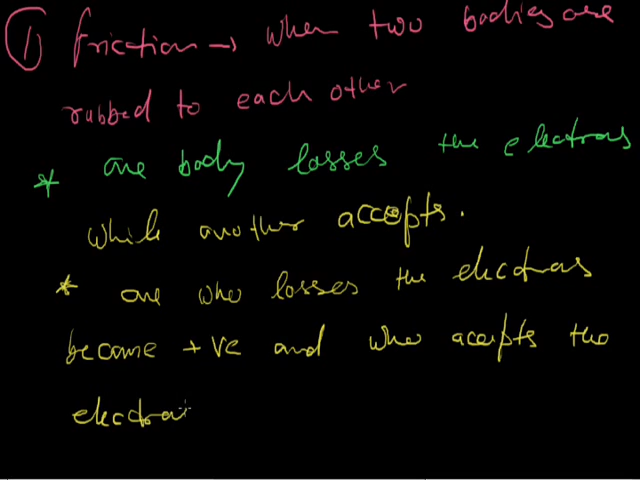 ① friction → when two bodies are
rubbed to each other
* one body losses the electrons
while another accepts.
* one who losses the electrons
became +ve and who accepts the
electron